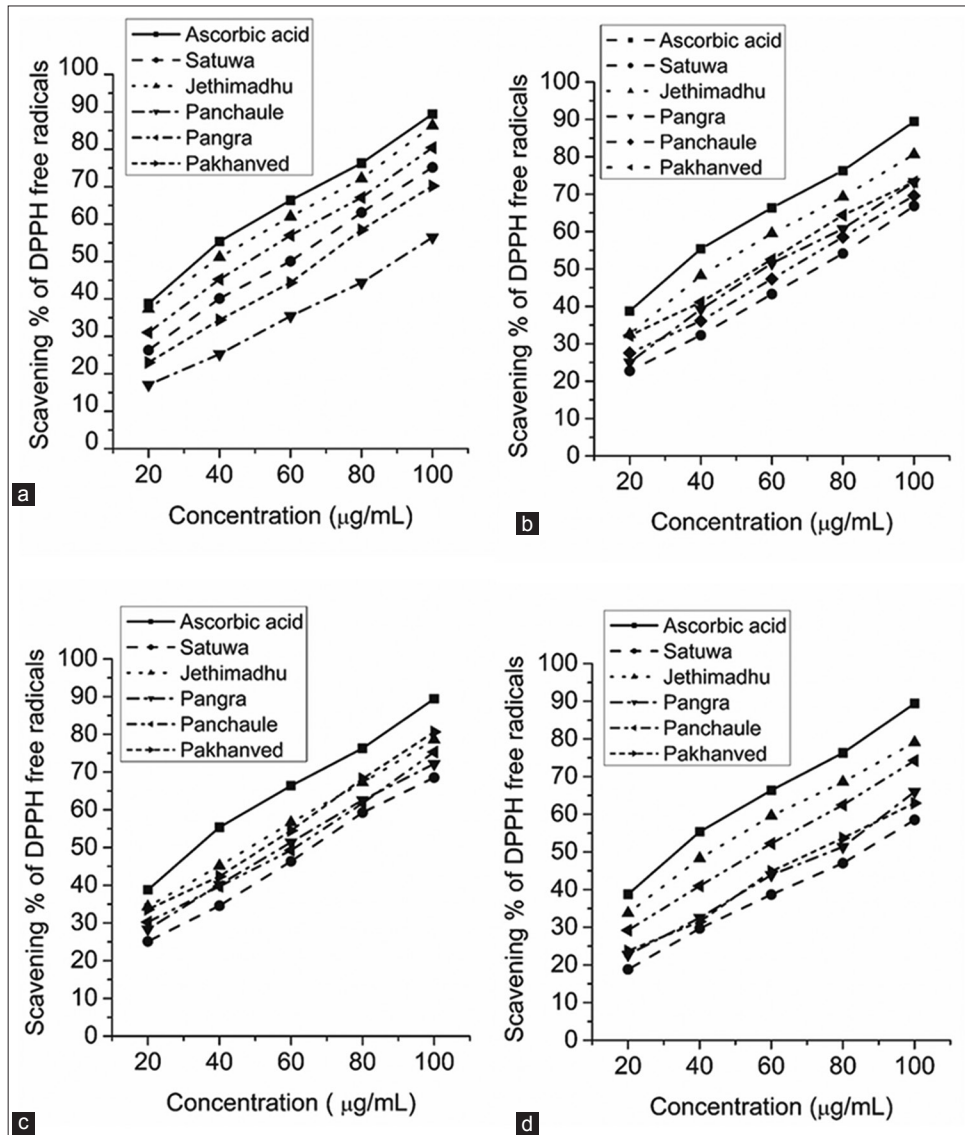 Ascorbic acid
Satuwa
Jethimadhu
Panchaule
Pangra
Pakhanved
Scavening % of DPPH free radicals
100
90
80
70
60
50
40
30
20
10
0
20 40 60 80 100
Concentration (μg/mL)
a
Ascorbic acid
Satuwa
Jethimadhu
Pangra
Panchaule
Pakhanved
Scavening % of DPPH free radicals
100
90
80
70
60
50
40
30
20
10
0
20 40 60 80 100
Concentration (μg/mL)
b
Ascorbic acid
Satuwa
Jethimadhu
Pangra
Panchaule
Pakhanved
Scavening % of DPPH free radicals
100
90
80
70
60
50
40
30
20
10
0
20 40 60 80 100
Concentration ( μg/mL)
c
Ascorbic acid
Satuwa
Jethimadhu
Pangra
Panchaule
Pakhanved
Scavening % of DPPH free radicals
100
90
80
70
60
50
40
30
20
10
0
20 40 60 80 100
Concentration (μg/mL)
d